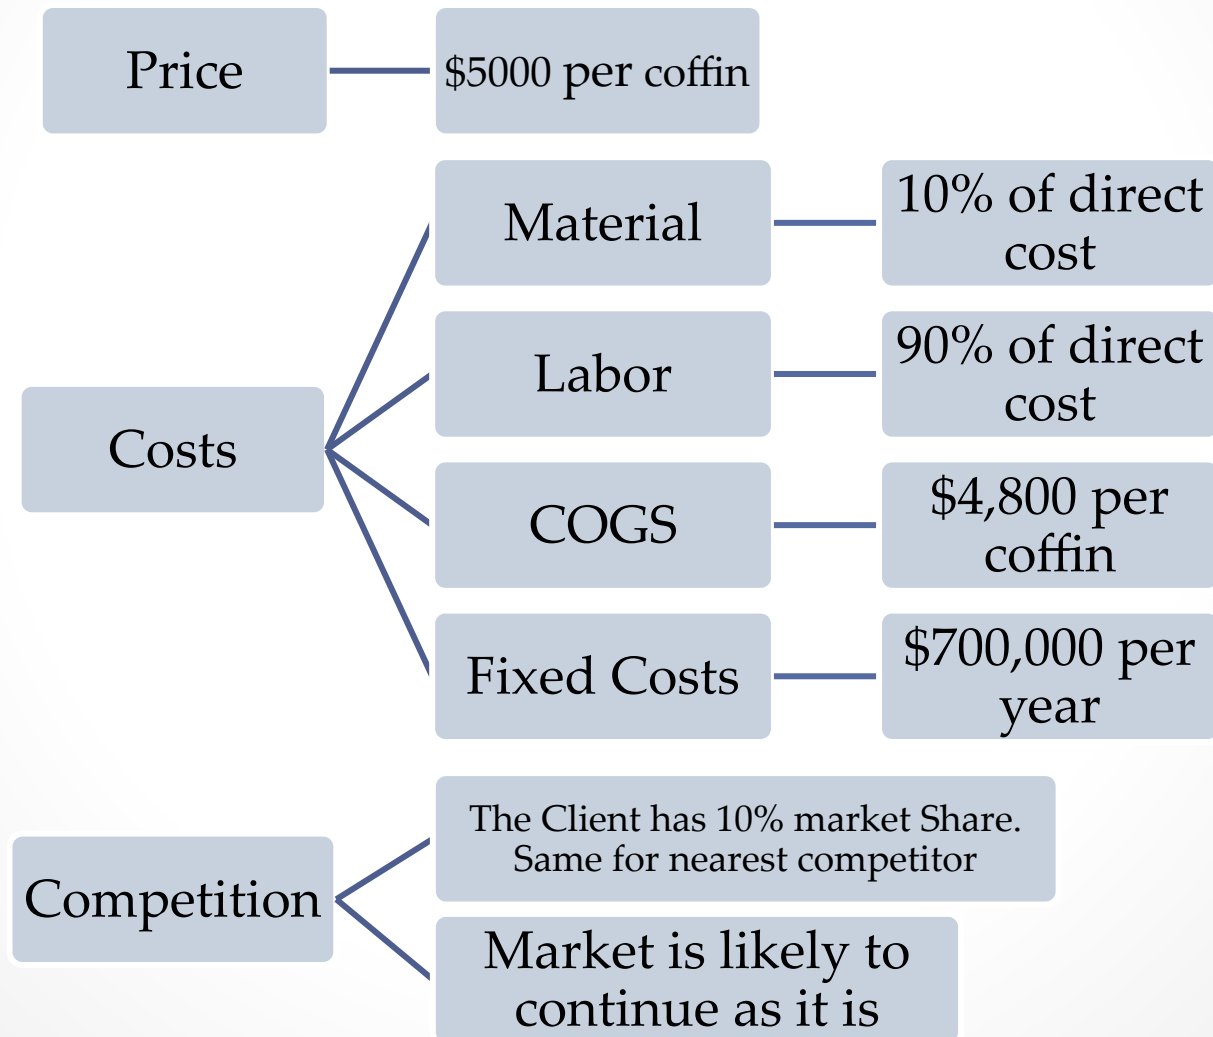 Price
$5000 per coffin
Costs
Material
10% of direct
cost
Labor
90% of direct
cost
COGS
$4,800 per
coffin
Fixed Costs
$700,000 per
year
Competition
The Client has 10% market Share.
Same for nearest competitor
Market is likely to
continue as it is